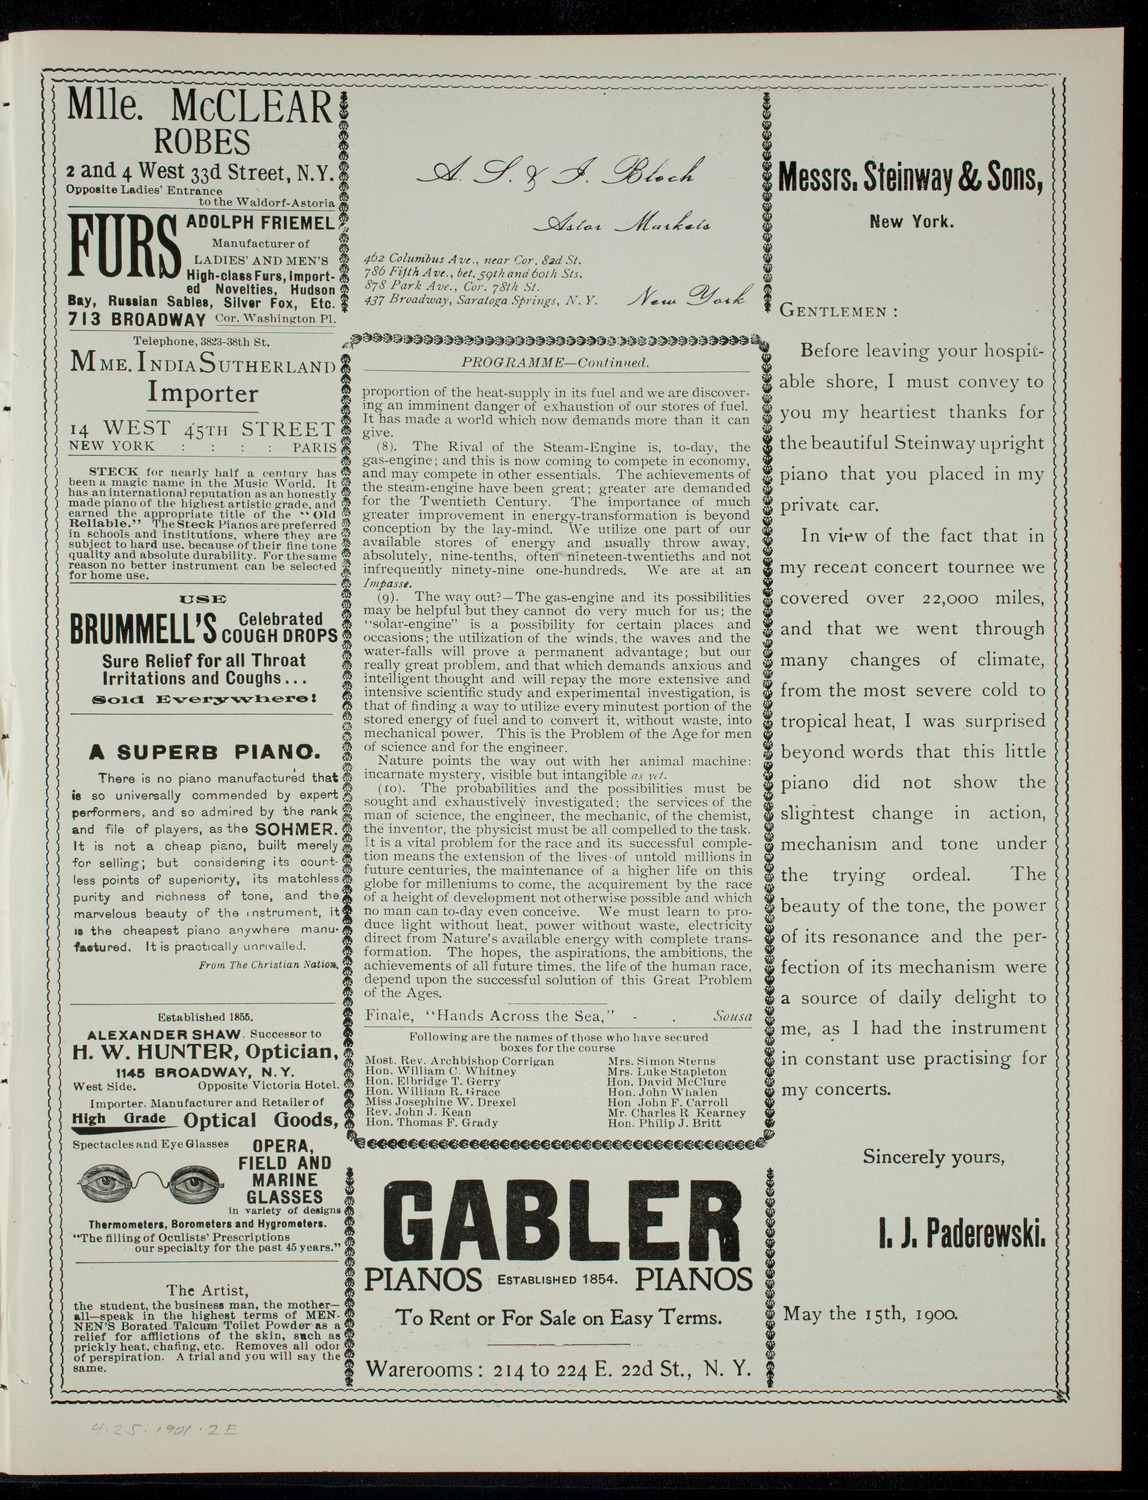 Mlle. McCLEAR
ROBES
2 and 4 West 33d Street, N.Y.
Opposite Ladies' Entrance
to the Waldorf-Astoria
FURS
ADOLPH FRIEMEL
Manufacturer of
LADIES' AND MEN'S
High-class Furs, Import-
ed Novelties, Hudson
Bay, Russian Sables, Silver Fox, Etc.
713 BROADWAY Cor. Washington Pl.
Telephone, 3823-38th St.
MME. INDIA SUTHERLAND
Importer
14 WEST 45TH STREET
NEW YORK : : : : PARIS
STECK for nearly half a century has
been a magic name in the Music World. It
has an international reputation as an honestly
made piano of the highest artistic grade, and
earned the appropriate title of the "Old
Reliable." The Steck Pianos are preferred
in schools and institutions, where they are
subject to hard use, because of their fine tone
quality and absolute durability. For the same
reason no better instrument can be selected
for home use.
USE
BRUMMELL'S Celebrated
COUGH DROPS
Sure Relief for all Throat
Irritations and Coughs...
Sold Everywhere!
A SUPERB PIANO.
There is no piano manufactured that
is so universally commended by expert
performers, and so admired by the rank
and file of players, as the SOHMER.
It is not a cheap piano, built merely
for selling; but considering its count-
less points of superiority, its matchless
purity and richness of tone, and the
marvelous beauty of the instrument, it
is the cheapest piano anywhere manu-
factured. It is practically unrivalled.
From The Christian Nation.
Established 1855.
ALEXANDER SHAW. Successor to
H. W. HUNTER, Optician,
1145 BROADWAY, N. Y.
West Side. Opposite Victoria Hotel.
Importer, Manufacturer and Retailer of
High Grade Optical Goods,
Spectacles and Eye Glasses
OPERA,
FIELD AND
MARINE
GLASSES
in variety of designs
Thermometers, Borometers and Hygrometers.
"The filling of Oculists' Prescriptions
our specialty for the past 45 years."
The Artist,
the student, the business man, the mother—
all—speak in the highest terms of MEN-
NEN'S Borated Talcum Toilet Powder as a
relief for afflictions of the skin, such as
prickly heat, chafing, etc. Removes all odor
of perspiration. A trial and you will say the
same.
A. S. & J. Bloch
Astor Markets
462 Columbus Ave., near Cor. 82d St.
786 Fifth Ave., bet. 59th and 60th Sts.
878 Park Ave., Cor. 78th St.
437 Broadway, Saratoga Springs, N. Y. New York
PROGRAMME—Continued.
proportion of the heat-supply in its fuel and we are discover-
ing an imminent danger of exhaustion of our stores of fuel.
It has made a world which now demands more than it can
give.
(8). The Rival of the Steam-Engine is, to-day, the
gas-engine; and this is now coming to compete in economy,
and may compete in other essentials. The achievements of
the steam-engine have been great; greater are demanded
for the Twentieth Century. The importance of much
greater improvement in energy-transformation is beyond
conception by the lay-mind. We utilize one part of our
available stores of energy and usually throw away,
absolutely, nine-tenths, often nineteen-twentieths and not
infrequently ninety-nine one-hundreds. We are at an
Impasse.
(9). The way out?—The gas-engine and its possibilities
may be helpful but they cannot do very much for us; the
"solar-engine" is a possibility for certain places and
occasions; the utilization of the winds, the waves and the
water-falls will prove a permanent advantage; but our
really great problem, and that which demands anxious and
intelligent thought and will repay the more extensive and
intensive scientific study and experimental investigation, is
that of finding a way to utilize every minutest portion of the
stored energy of fuel and to convert it, without waste, into
mechanical power. This is the Problem of the Age for men
of science and for the engineer.
Nature points the way out with her animal machine:
incarnate mystery, visible but intangible as yet.
(10). The probabilities and the possibilities must be
sought and exhaustively investigated; the services of the
man of science, the engineer, the mechanic, of the chemist,
the inventor, the physicist must be all compelled to the task.
It is a vital problem for the race and its successful comple-
tion means the extension of the lives of untold millions in
future centuries, the maintenance of a higher life on this
globe for milleniums to come, the acquirement by the race
of a height of development not otherwise possible and which
no man can to-day even conceive. We must learn to pro-
duce light without heat, power without waste, electricity
direct from Nature's available energy with complete trans-
formation. The hopes, the aspirations, the ambitions, the
achievements of all future times, the life of the human race,
depend upon the successful solution of this Great Problem
of the Ages.
Finale, "Hands Across the Sea," - . Sousa
Following are the names of those who have secured
boxes for the course
Most. Rev. Archbishop Corrigan
Hon. William C. Whitney
Hon. Elbridge T. Gerry
Hon. William R. Grace
Miss Josephine W. Drexel
Rev. John J. Kean
Hon. Thomas F. Grady
Mrs. Simon Sterns
Mrs. Luke Stapleton
Hon. David McClure
Hon. John Whalen
Hon John F. Carroll
Mr. Charles R Kearney
Hon. Philip J. Britt
GABLER
PIANOS ESTABLISHED 1854. PIANOS
To Rent or For Sale on Easy Terms.
Warerooms: 214 to 224 E. 22d St., N. Y.
Messrs. Steinway & Sons,
New York.
GENTLEMEN:
Before leaving your hospit-
able shore, I must convey to
you my heartiest thanks for
the beautiful Steinway upright
piano that you placed in my
private car.
In view of the fact that in
my recent concert tournee we
covered over 22,000 miles,
and that we went through
many changes of climate,
from the most severe cold to
tropical heat, I was surprised
beyond words that this little
piano did not show the
slightest change in action,
mechanism and tone under
the trying ordeal. The
beauty of the tone, the power
of its resonance and the per-
fection of its mechanism were
a source of daily delight to
me, as I had the instrument
in constant use practising for
my concerts.
Sincerely yours,
I. J. Paderewski.
May the 15th, 1900.
4.25.1901.2E